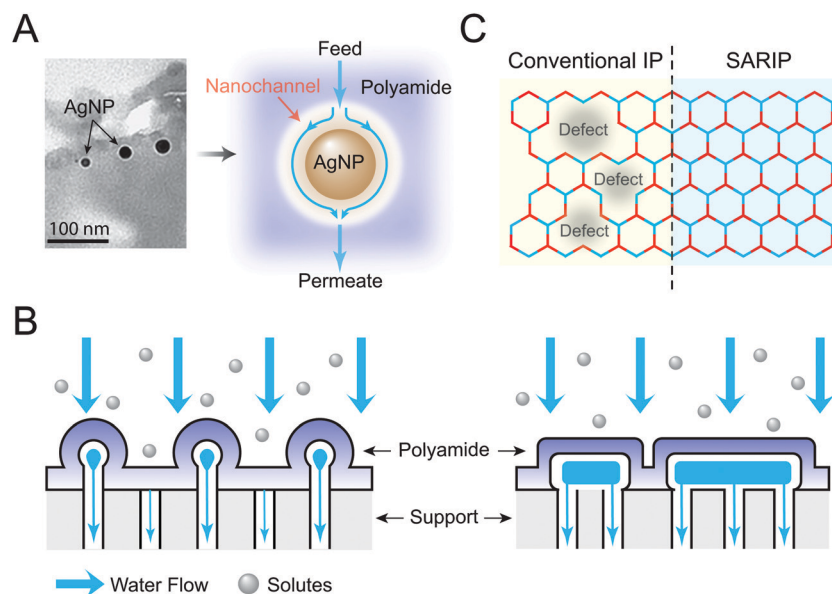 A
AgNP
100 nm
Feed
Nanochannel
Polyamide
AgNP
Permeate
C
Conventional IP
SARIP
Defect
Defect
Defect
B
Polyamide
Support
Water Flow
Solutes